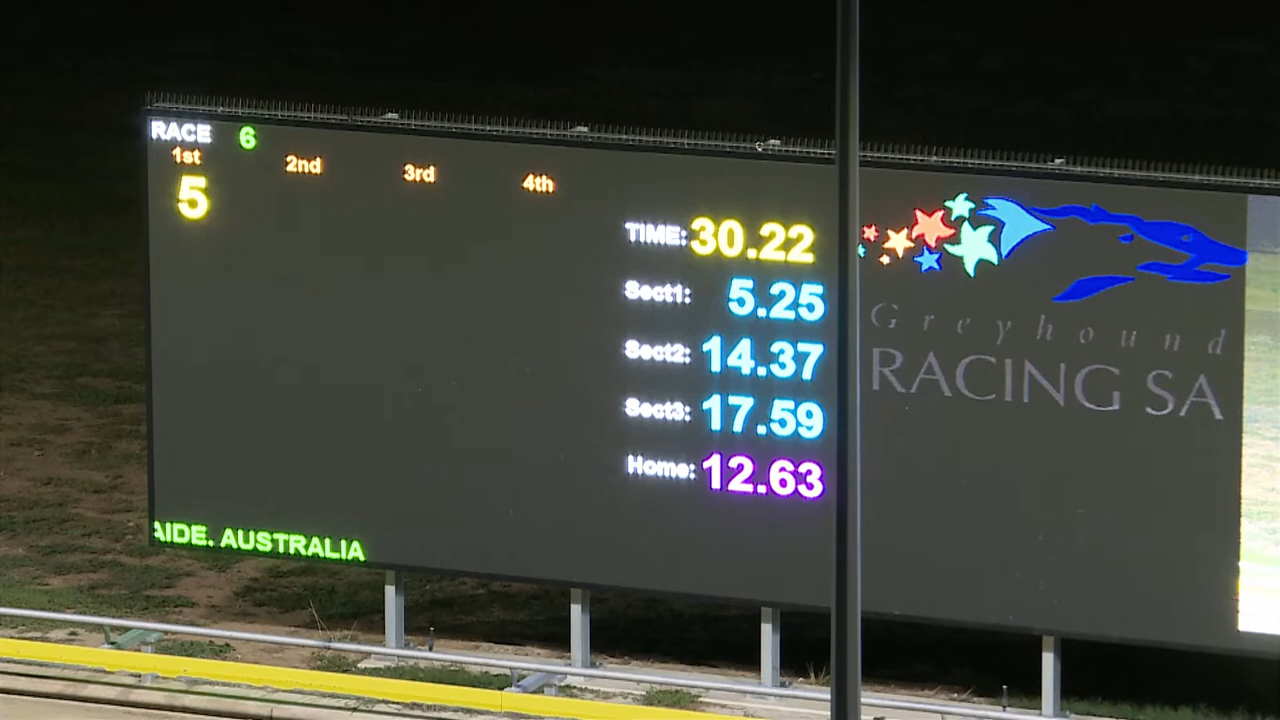 RACE 6
1st 2nd 3rd 4th
5
TIME: 30.22
Sect1: 5.25
Sect2: 14.37
Sect3: 17.59
Home: 12.63
AIDE. AUSTRALIA
Greyhound
RACING SA